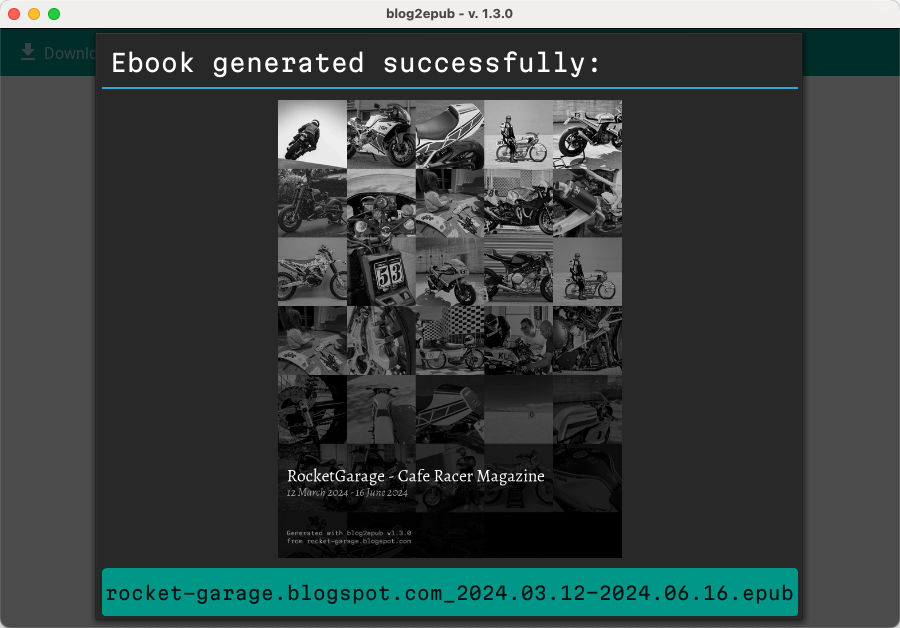 blog2epub - v. 1.3.0
Downlo
Ebook generated successfully:
53
RocketGarage - Cafe Racer Magazine
12 March 2024 - 16 June 2024
Generated with blog2epub v1.3.0
from rocket-garage.blogspot.com
rocket-garage.blogspot.com_2024.03.12-2024.06.16.epub